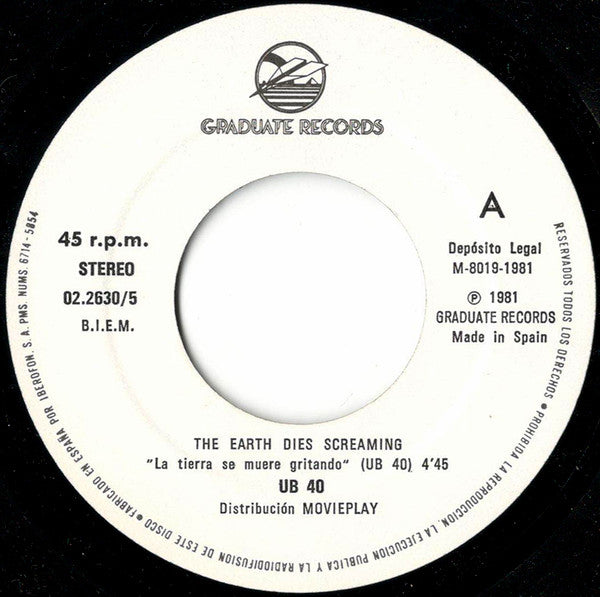 GRADUATE RECORDS
45 r.p.m.
STEREO
02.2630/5
B.I.E.M.
A
Depósito Legal
M-8019-1981
℗ 1981
GRADUATE RECORDS
Made in Spain
THE EARTH DIES SCREAMING
"La tierra se muere gritando" (UB 40) 4'45
UB 40
Distribución MOVIEPLAY
RESERVADOS TODOS LOS DERECHOS • PROHIBIDA LA REPRODUCCION, LA EJECUCION PUBLICA Y LA RADIODIFUSION DE ESTE DISCO • FABRICADO EN ESPAÑA POR IBEROFON, S. A. PMS. NUMS. 6714 - 5854